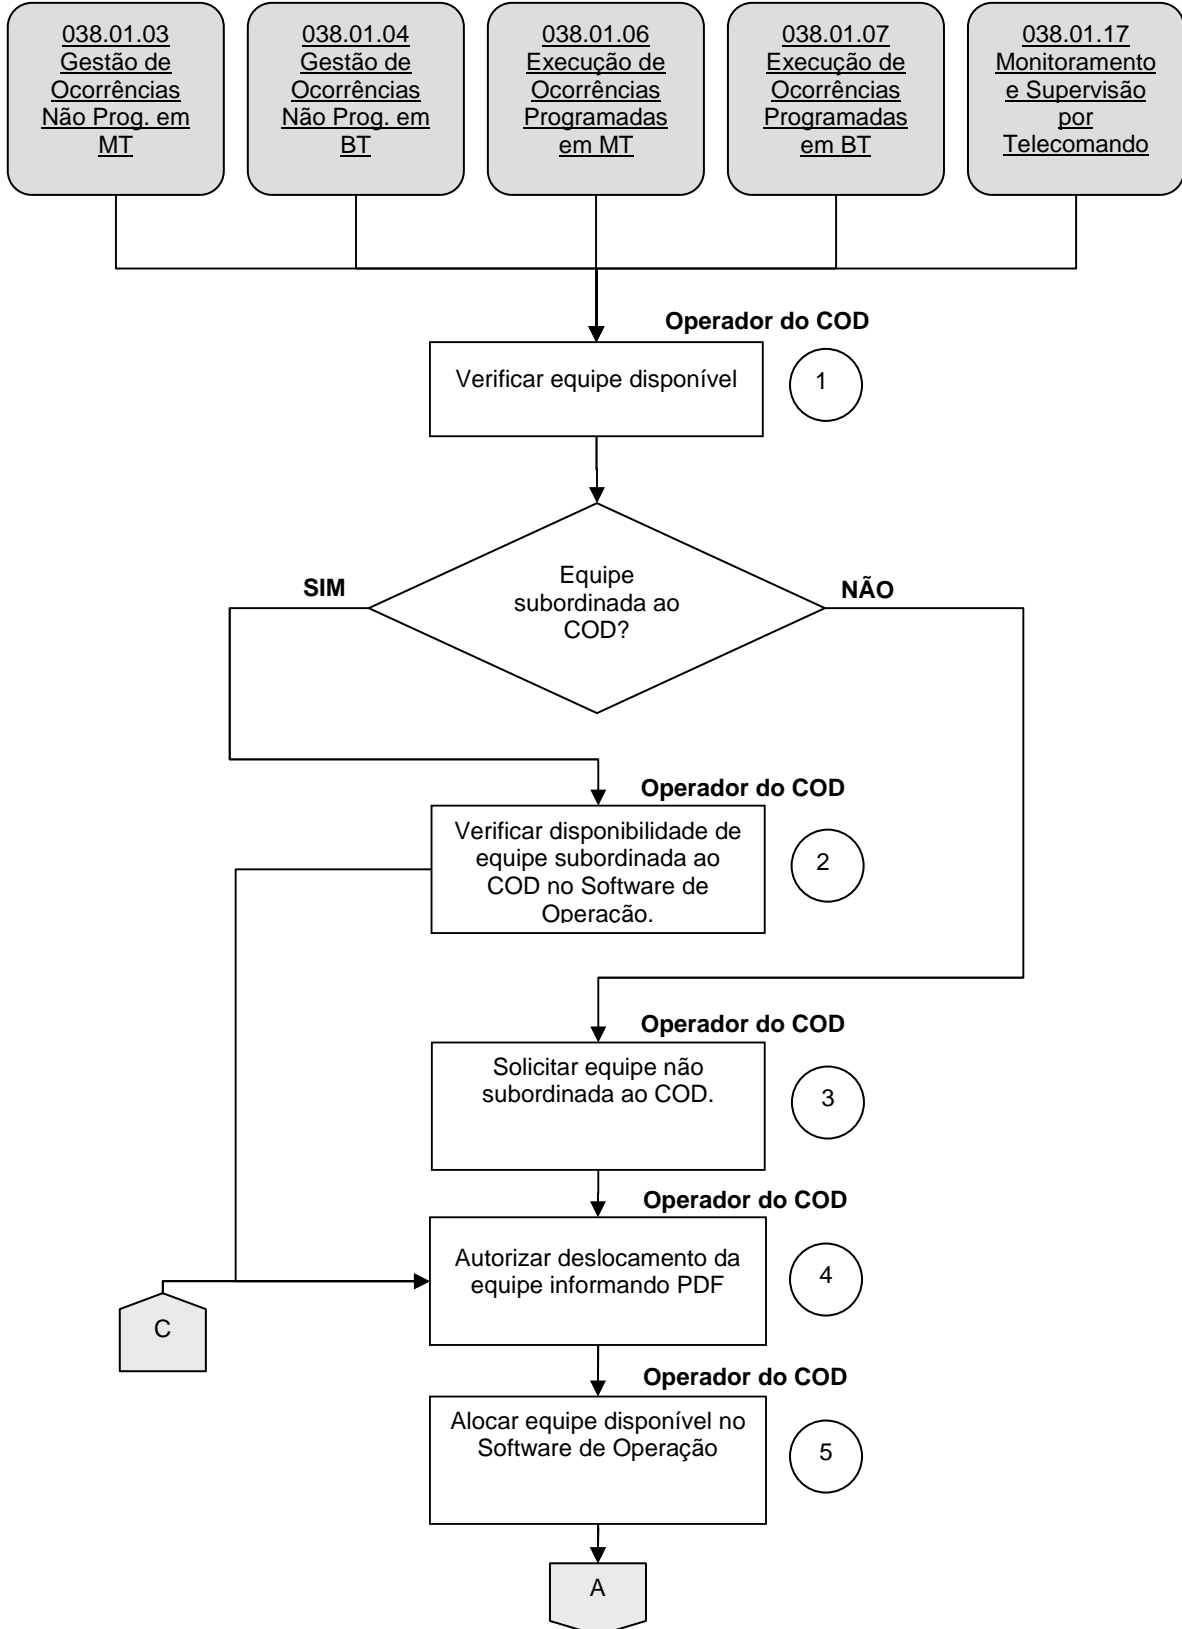 038.01.03
Gestão de
Ocorrências
Não Prog. em
MT
038.01.04
Gestão de
Ocorrências
Não Prog. em
BT
038.01.06
Execução de
Ocorrências
Programadas
em MT
038.01.07
Execução de
Ocorrências
Programadas
em BT
038.01.17
Monitoramento
e Supervisão
por
Telecomando
Operador do COD
Verificar equipe disponível
1
Equipe
subordinada ao
COD?
SIM
NÃO
Operador do COD
Verificar disponibilidade de
equipe subordinada ao
COD no Software de
Operação.
2
Operador do COD
Solicitar equipe não
subordinada ao COD.
3
Operador do COD
Autorizar deslocamento da
equipe informando PDF
4
C
Operador do COD
Alocar equipe disponível no
Software de Operação
5
A